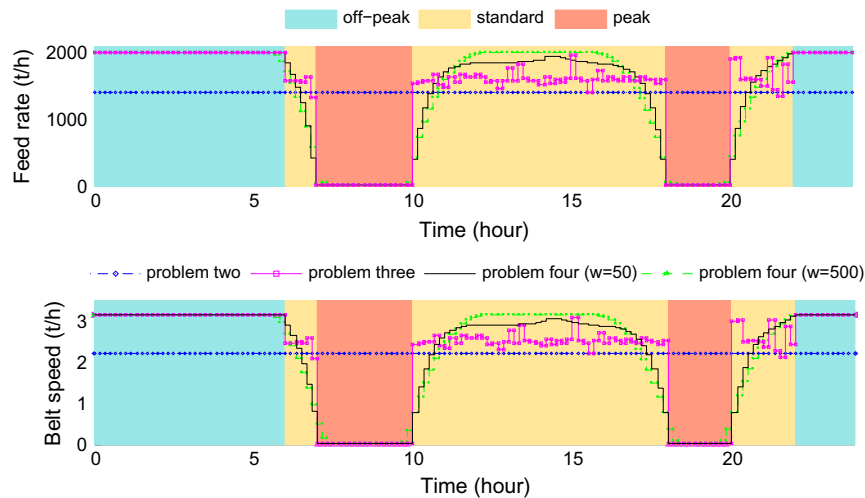 off-peak standard peak
Feed rate (t/h)
2000
1000
0
0 5 10 15 20
Time (hour)
problem two problem three problem four (w=50) problem four (w=500)
Belt speed (t/h)
3
2
1
0
0 5 10 15 20
Time (hour)